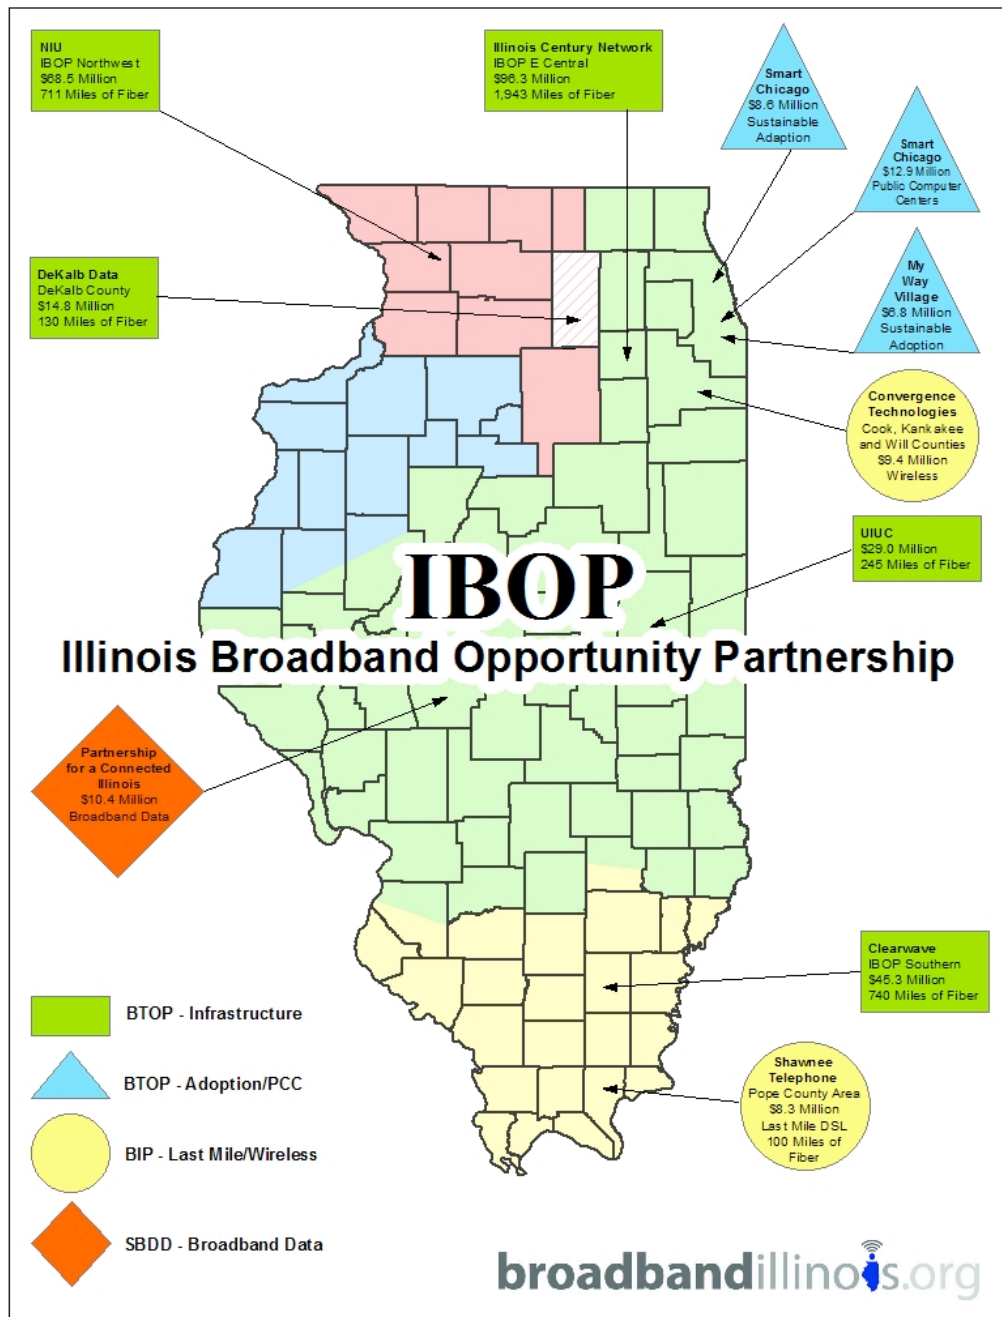 NIU
IBOP Northwest
$68.5 Million
711 Miles of Fiber
Illinois Century Network
IBOP E Central
$96.3 Million
1,943 Miles of Fiber
Smart
Chicago
$8.6 Million
Sustainable
Adaption
Smart
Chicago
$12.9 Million
Public Computer
Centers
DeKalb Data
DeKalb County
$14.8 Million
130 Miles of Fiber
My
Way
Village
$6.8 Million
Sustainable
Adoption
Convergence
Technologies
Cook, Kankakee
and Will Counties
$9.4 Million
Wireless
UIUC
$29.0 Million
245 Miles of Fiber
IBOP
Illinois Broadband Opportunity Partnership
Partnership
for a Connected
Illinois
$10.4 Million
Broadband Data
Clearwave
IBOP Southern
$45.3 Million
740 Miles of Fiber
Shawnee
Telephone
Pope County Area
$8.3 Million
Last Mile DSL
100 Miles of
Fiber
BTOP - Infrastructure
BTOP - Adoption/PCC
BIP - Last Mile/Wireless
SBDD - Broadband Data
broadbandillinois.org